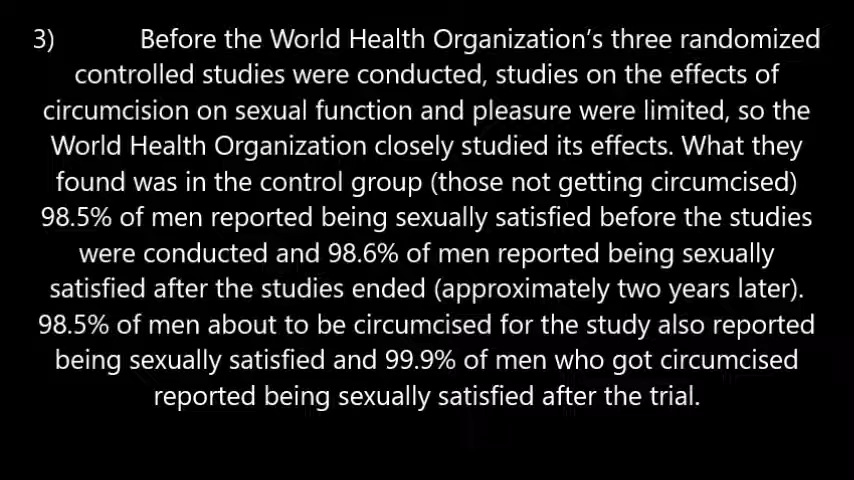 3) Before the World Health Organization’s three randomized
controlled studies were conducted, studies on the effects of
circumcision on sexual function and pleasure were limited, so the
World Health Organization closely studied its effects. What they
found was in the control group (those not getting circumcised)
98.5% of men reported being sexually satisfied before the studies
were conducted and 98.6% of men reported being sexually
satisfied after the studies ended (approximately two years later).
98.5% of men about to be circumcised for the study also reported
being sexually satisfied and 99.9% of men who got circumcised
reported being sexually satisfied after the trial.